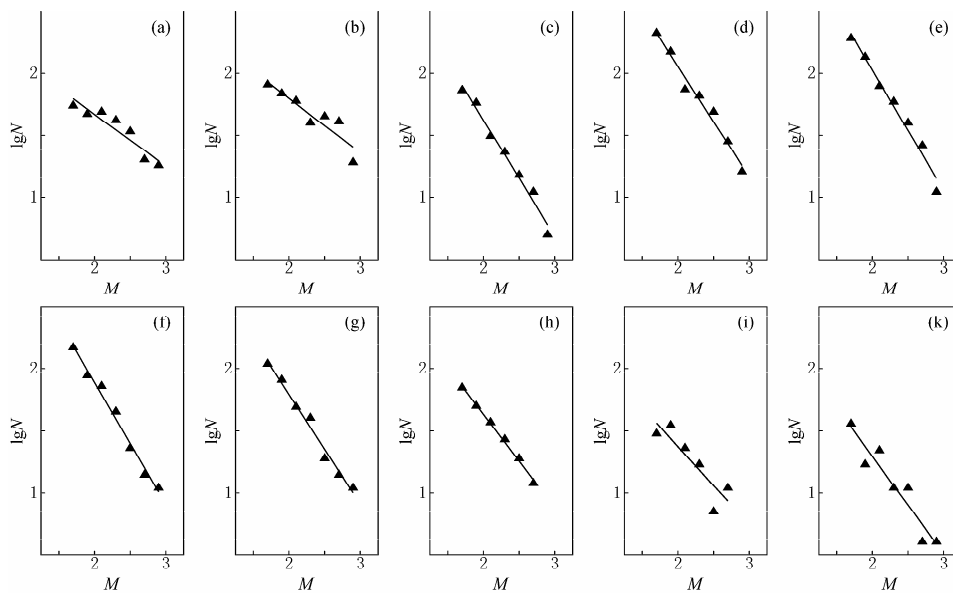 (a) (b) (c) (d) (e)
2 2 2 2 2
lgN lgN lgN lgN lgN
1 1 1 1 1
2 3 2 3 2 3 2 3 2 3
M M M M M
(f) (g) (h) (i) (k)
2 2 2 2 2
lgN lgN lgN lgN lgN
1 1 1 1 1
2 3 2 3 2 3 2 3 2 3
M M M M M